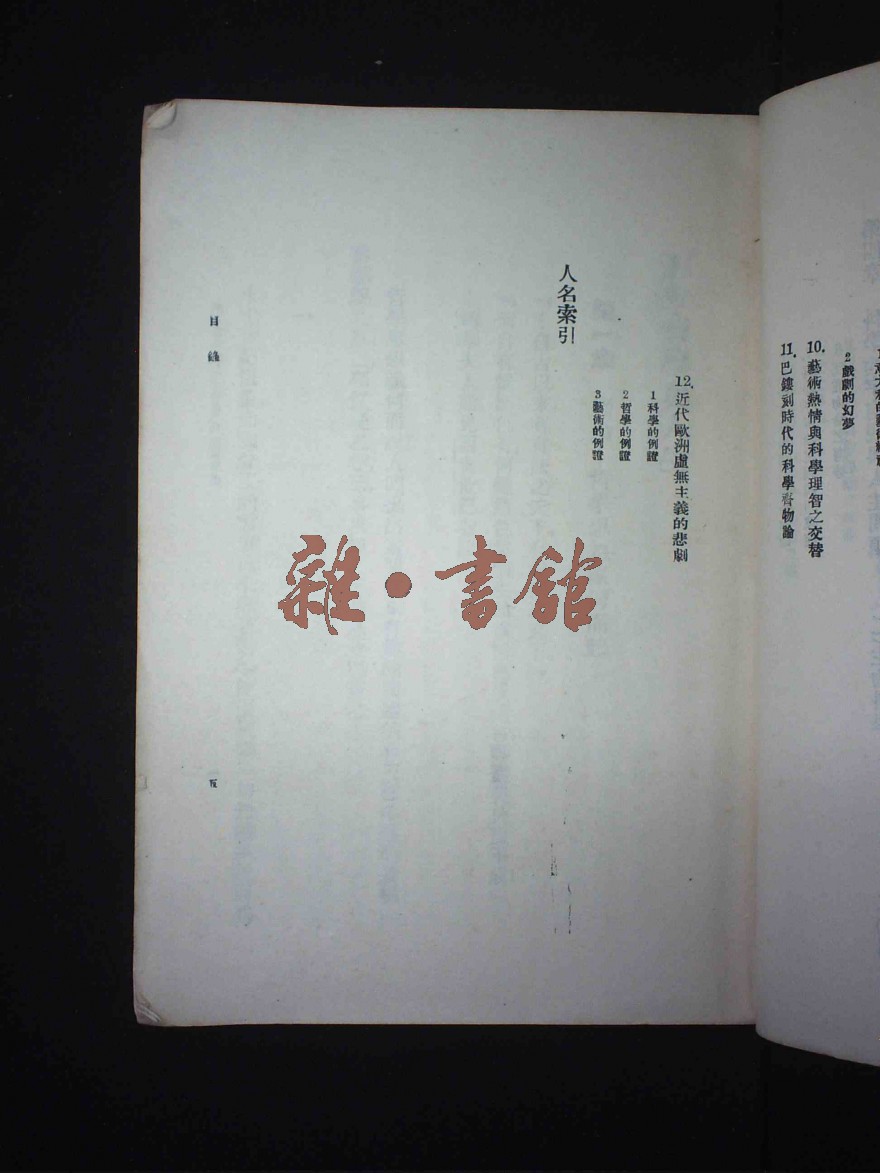 2 戲劇的幻夢
10. 藝術熱情與科學理智之交替
11. 巴鏤刻時代的科學唯物論
12. 近代歐洲虛無主義的悲劇
1 科學的例證
2 哲學的例證
3 藝術的例證
人名索引
目錄
五
雜·書館